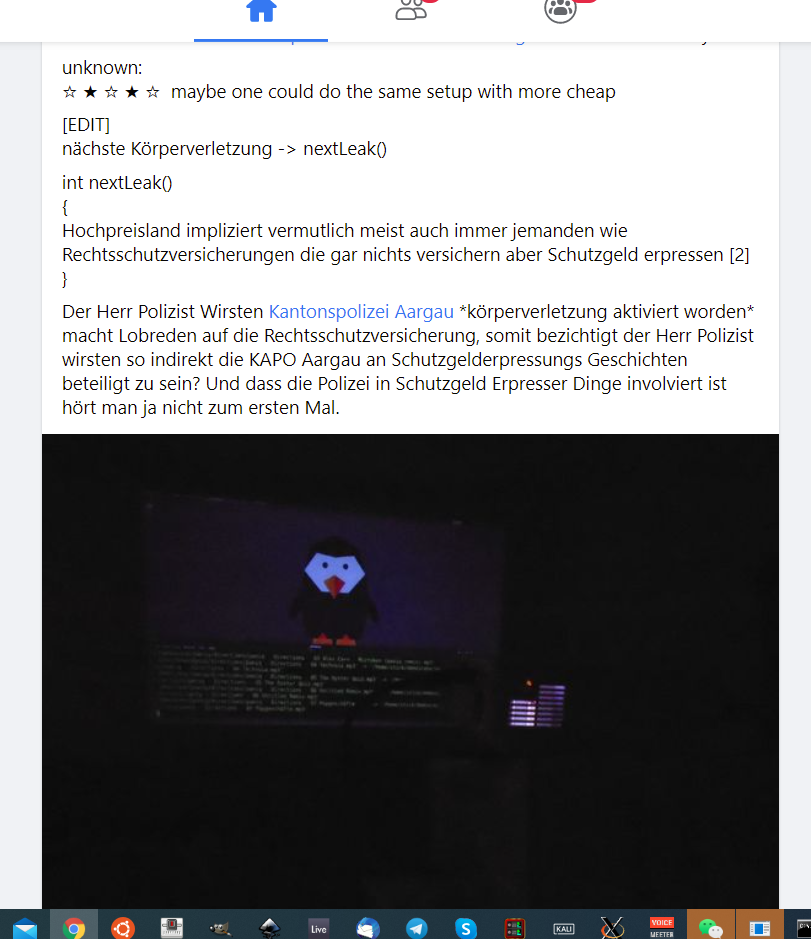 unknown:
☆ ★ ☆ ★ ☆ maybe one could do the same setup with more cheap
[EDIT]
nächste Körperverletzung -> nextLeak()
int nextLeak()
{
Hochpreisland impliziert vermutlich meist auch immer jemanden wie
Rechtsschutzversicherungen die gar nichts versichern aber Schutzgeld erpressen [2]
}
Der Herr Polizist Wirsten Kantonspolizei Aargau *körperverletzung aktiviert worden*
macht Lobreden auf die Rechtsschutzversicherung, somit bezichtigt der Herr Polizist
wirsten so indirekt die KAPO Aargau an Schutzgelderpressungs Geschichten
beteiligt zu sein? Und dass die Polizei in Schutzgeld Erpresser Dinge involviert ist
hört man ja nicht zum ersten Mal.
Live
KALI
VOICE
MEETER